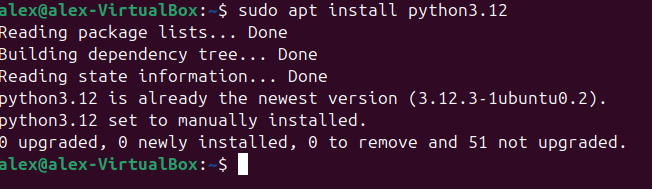 alex@alex-VirtualBox:~$ sudo apt install python3.12
Reading package lists... Done
Building dependency tree... Done
Reading state information... Done
python3.12 is already the newest version (3.12.3-1ubuntu0.2).
python3.12 set to manually installed.
0 upgraded, 0 newly installed, 0 to remove and 51 not upgraded.
alex@alex-VirtualBox:~$